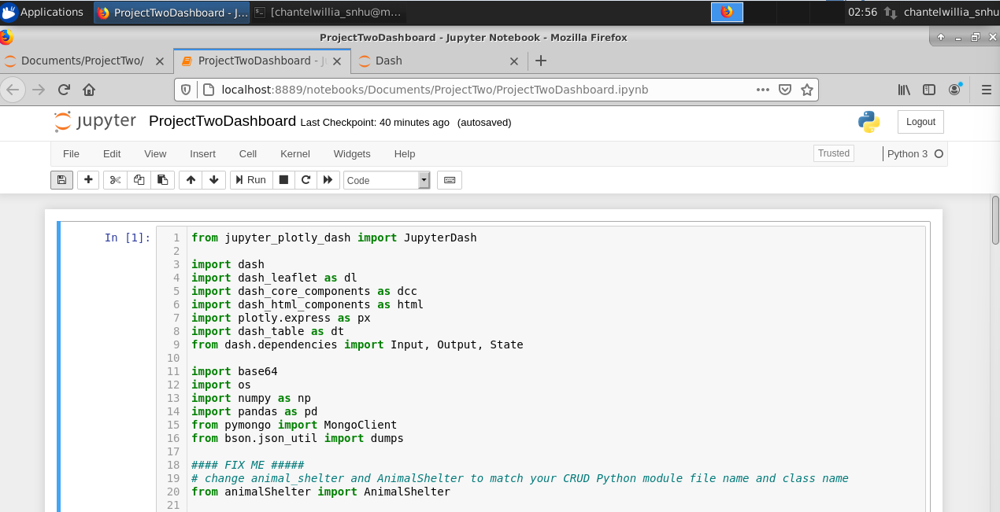 Applications ProjectTwoDashboard - J... [chantelwillia_snhu@m... 02:56 chantelwillia_snhu
ProjectTwoDashboard - Jupyter Notebook - Mozilla Firefox
Documents/ProjectTwo/ ProjectTwoDashboard - Ju Dash
localhost:8889/notebooks/Documents/ProjectTwo/ProjectTwoDashboard.ipynb
jupyter ProjectTwoDashboard Last Checkpoint: 40 minutes ago (autosaved) Logout
File Edit View Insert Cell Kernel Widgets Help Trusted Python 3
Run Code
In [1]:
1 from jupyter_plotly_dash import JupyterDash
2
3 import dash
4 import dash_leaflet as dl
5 import dash_core_components as dcc
6 import dash_html_components as html
7 import plotly.express as px
8 import dash_table as dt
9 from dash.dependencies import Input, Output, State
10
11 import base64
12 import os
13 import numpy as np
14 import pandas as pd
15 from pymongo import MongoClient
16 from bson.json_util import dumps
17
18 #### FIX ME #####
19 # change animal_shelter and AnimalShelter to match your CRUD Python module file name and class name
20 from animalShelter import AnimalShelter
21